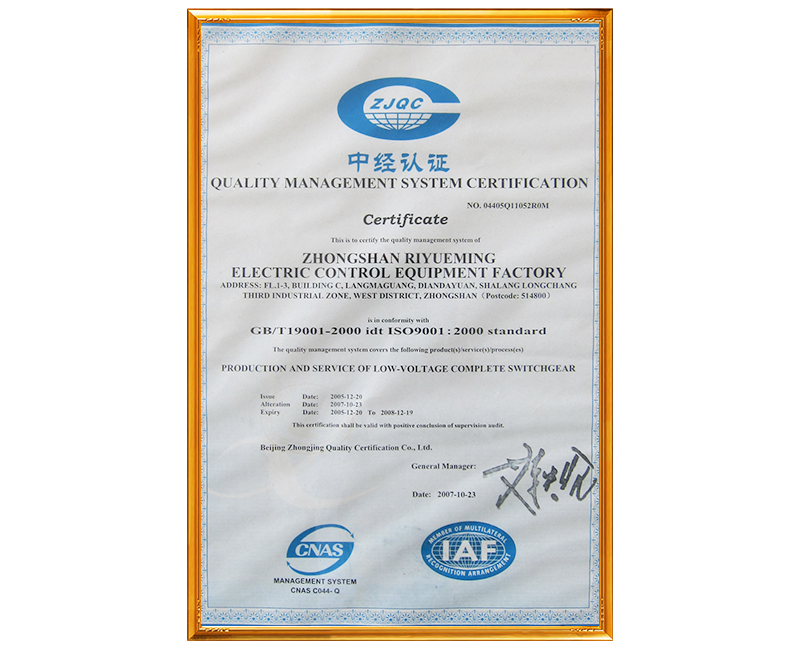 ZJQC
中经认证
QUALITY MANAGEMENT SYSTEM CERTIFICATION
NO. 04405Q11052R0M
Certificate
This is to certify the quality management system of
ZHONGSHAN RIYUEMING
ELECTRIC CONTROL EQUIPMENT FACTORY
ADDRESS: FL.1-3, BUILDING C, LANGMAGUANG, DIANDAYUAN, SHALANG LONGCHANG
THIRD INDUSTRIAL ZONE, WEST DISTRICT, ZHONGSHAN（Postcode: 514800）
is in conformity with
GB/T19001-2000 idt ISO9001:2000 standard
The quality management system covers the following product(s)/service(s)/process(es)
PRODUCTION AND SERVICE OF LOW-VOLTAGE COMPLETE SWITCHGEAR
Issue Date: 2005-12-20
Alteration Date: 2007-10-23
Expiry Date: 2005-12-20 To 2008-12-19
This certification shall be valid with positive conclusion of supervision audit.
Beijing Zhongjing Quality Certification Co., Ltd.
General Manager:
Date: 2007-10-23
CNAS
MANAGEMENT SYSTEM
CNAS C044-Q
MEMBER OF MULTILATERAL
IAF
RECOGNITION ARRANGEMENT